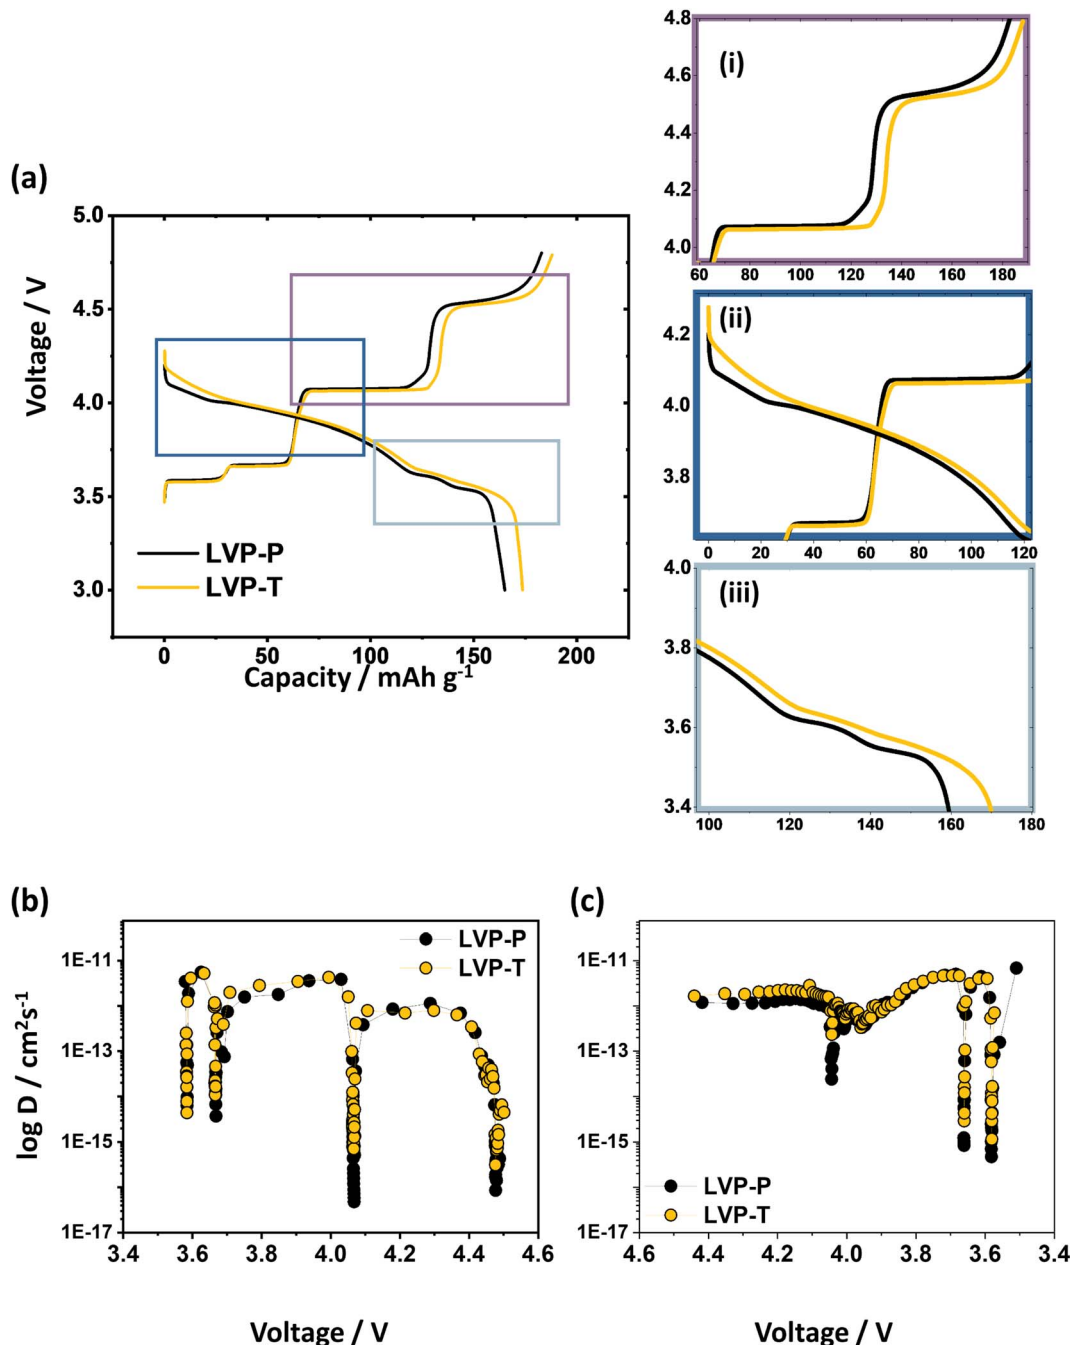 (a)
Voltage / V
5.0
4.5
4.0
3.5
3.0
LVP-P
LVP-T
0
50
100
150
200
Capacity / mAh g⁻¹
(i)
4.8
4.6
4.4
4.2
4.0
60
80
100
120
140
160
180
(ii)
4.2
4.0
3.8
0
20
40
60
80
100
120
(iii)
4.0
3.8
3.6
3.4
100
120
140
160
180
(b)
log D / cm²s⁻¹
1E-11
1E-13
1E-15
1E-17
LVP-P
LVP-T
3.4
3.6
3.8
4.0
4.2
4.4
4.6
Voltage / V
(c)
1E-11
1E-13
1E-15
1E-17
LVP-P
LVP-T
4.6
4.4
4.2
4.0
3.8
3.6
3.4
Voltage / V